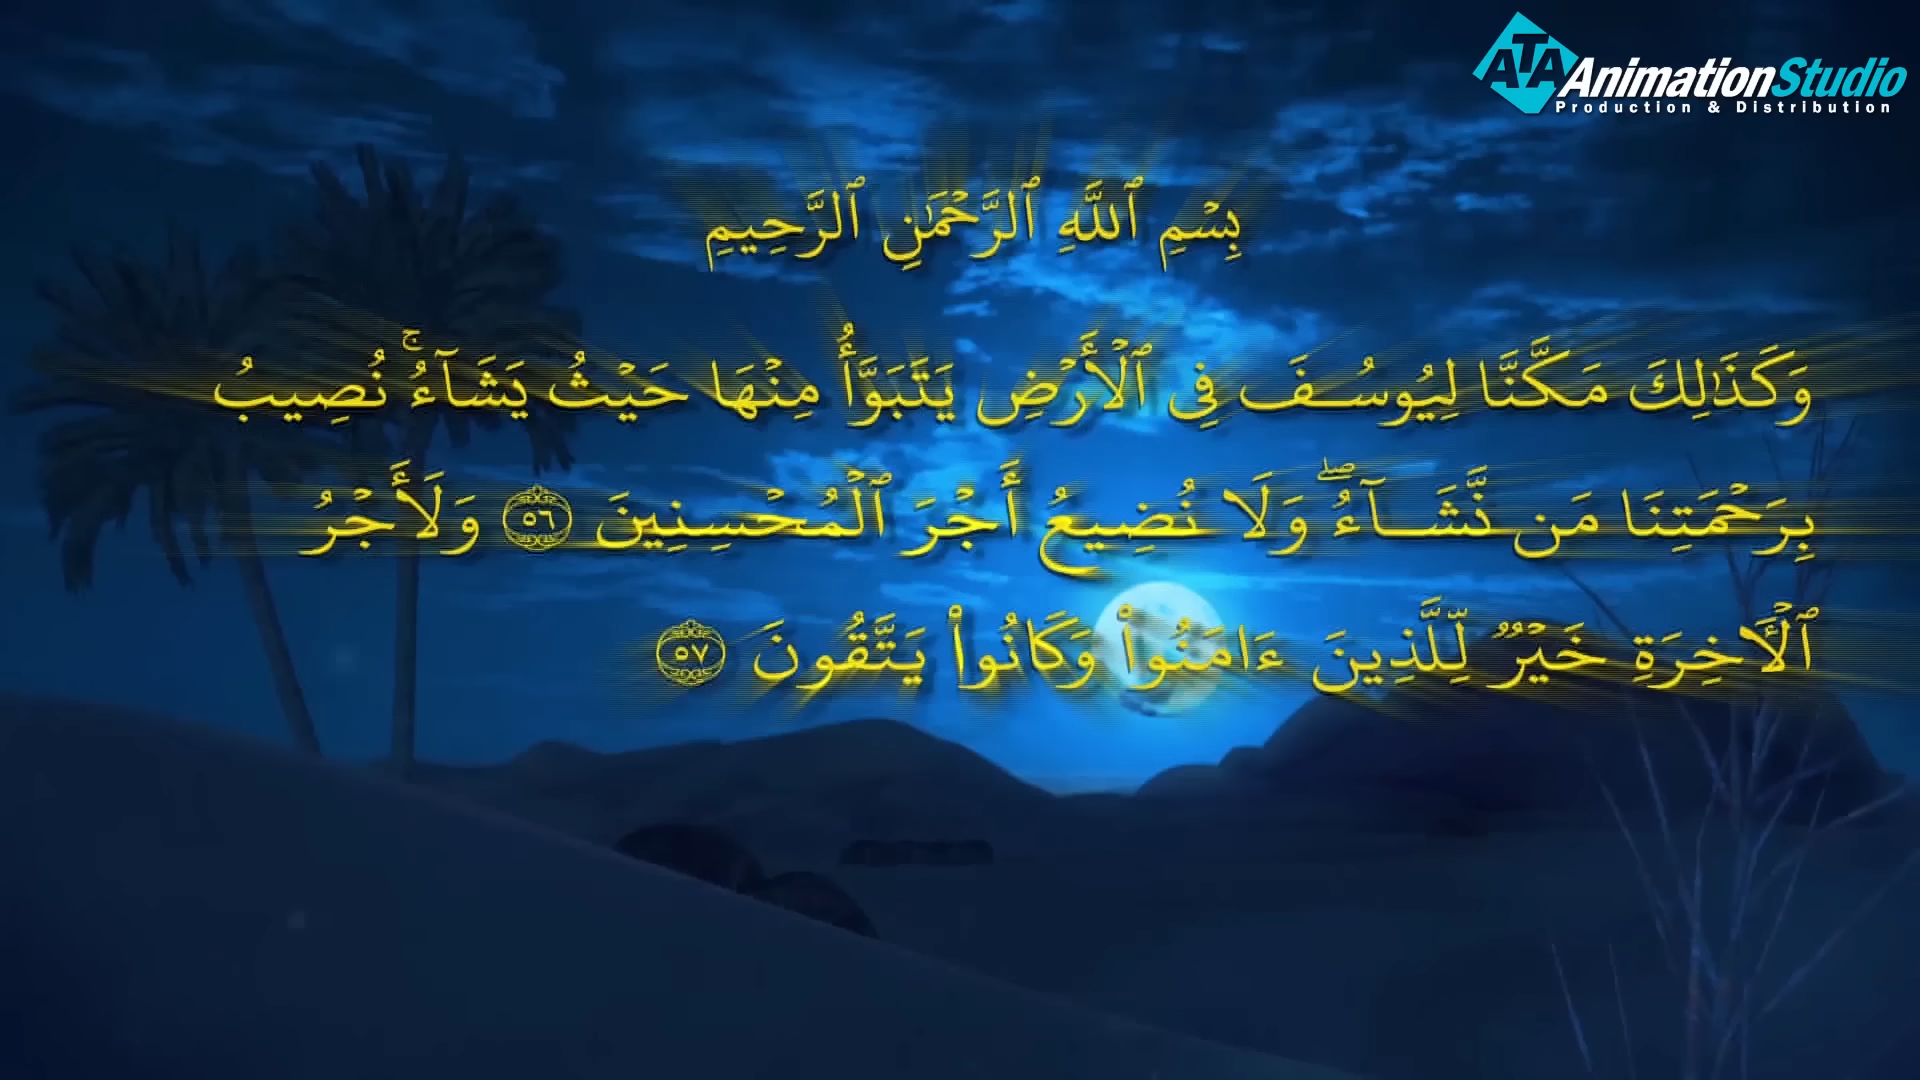 ATA AnimationStudio
Production & Distribution
بِسْمِ ٱللَّهِ ٱلرَّحْمَٰنِ ٱلرَّحِيمِ
وَكَذَٰلِكَ مَكَّنَّا لِيُوسُفَ فِى ٱلْأَرْضِ يَتَبَوَّأُ مِنْهَا حَيْثُ يَشَآءُ ۚ نُصِيبُ
بِرَحْمَتِنَا مَن نَّشَآءُ ۖ وَلَا نُضِيعُ أَجْرَ ٱلْمُحْسِنِينَ ٥٦ وَلَأَجْرُ
ٱلْـَٔاخِرَةِ خَيْرٌ لِّلَّذِينَ ءَامَنُوا۟ وَكَانُوا۟ يَتَّقُونَ ٥٧